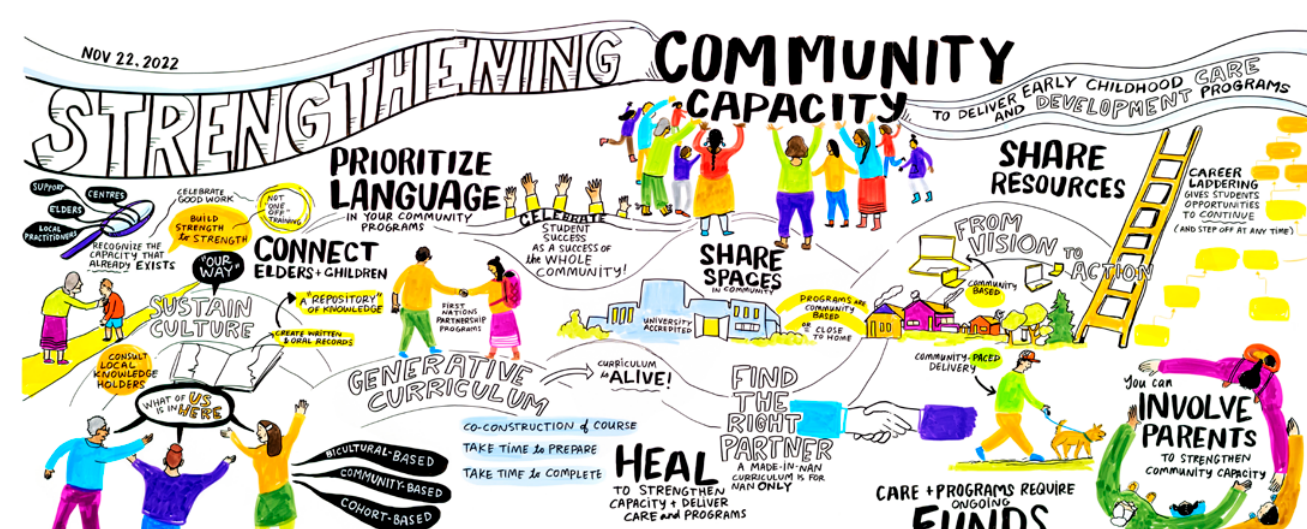 NOV 22, 2022
STRENGTHENING
COMMUNITY
CAPACITY
TO DELIVER EARLY CHILDHOOD CARE
AND DEVELOPMENT PROGRAMS
SUPPORT
CENTRES
ELDERS
LOCAL
PRACTITIONERS
RECOGNIZE THE
CAPACITY THAT
ALREADY EXISTS
CELEBRATE
GOOD WORK
BUILD
STRENGTH
to STRENGTH
NOT
"ONE
OFF"
TRAINING
PRIORITIZE
LANGUAGE
IN YOUR COMMUNITY
PROGRAMS
CELEBRATE
STUDENT
SUCCESS
AS A SUCCESS OF
the WHOLE
COMMUNITY!
CONNECT
ELDERS + CHILDREN
"OUR
WAY"
SUSTAIN
CULTURE
A "REPOSITORY"
OF KNOWLEDGE
CREATE WRITTEN
& ORAL RECORDS
CONSULT
LOCAL
KNOWLEDGE
HOLDERS
WHAT OF US
IS IN HERE
FIRST
NATIONS
PARTNERSHIP
PROGRAMS
GENERATIVE
CURRICULUM
CURRICULUM
is ALIVE!
BICULTURAL-BASED
COMMUNITY-BASED
COHORT-BASED
CO-CONSTRUCTION of COURSE
TAKE TIME to PREPARE
TAKE TIME to COMPLETE
HEAL
TO STRENGTHEN
CAPACITY + DELIVER
CARE and PROGRAMS
SHARE
SPACES
IN COMMUNITY
UNIVERSITY
ACCREDITED
PROGRAMS ARE
COMMUNITY
BASED
OR CLOSE
TO HOME
FIND
THE
RIGHT
PARTNER
A MADE-IN-NAN
CURRICULUM IS FOR
NAN ONLY
SHARE
RESOURCES
FROM
VISION TO
ACTION
COMMUNITY
BASED
CAREER
LADDERING
GIVES STUDENTS
OPPORTUNITIES
TO CONTINUE
(AND STEP OFF AT ANY TIME)
COMMUNITY-PACED
DELIVERY
You can
INVOLVE
PARENTS
TO STRENGTHEN
COMMUNITY CAPACITY
CARE + PROGRAMS REQUIRE
ONGOING
FUNDS